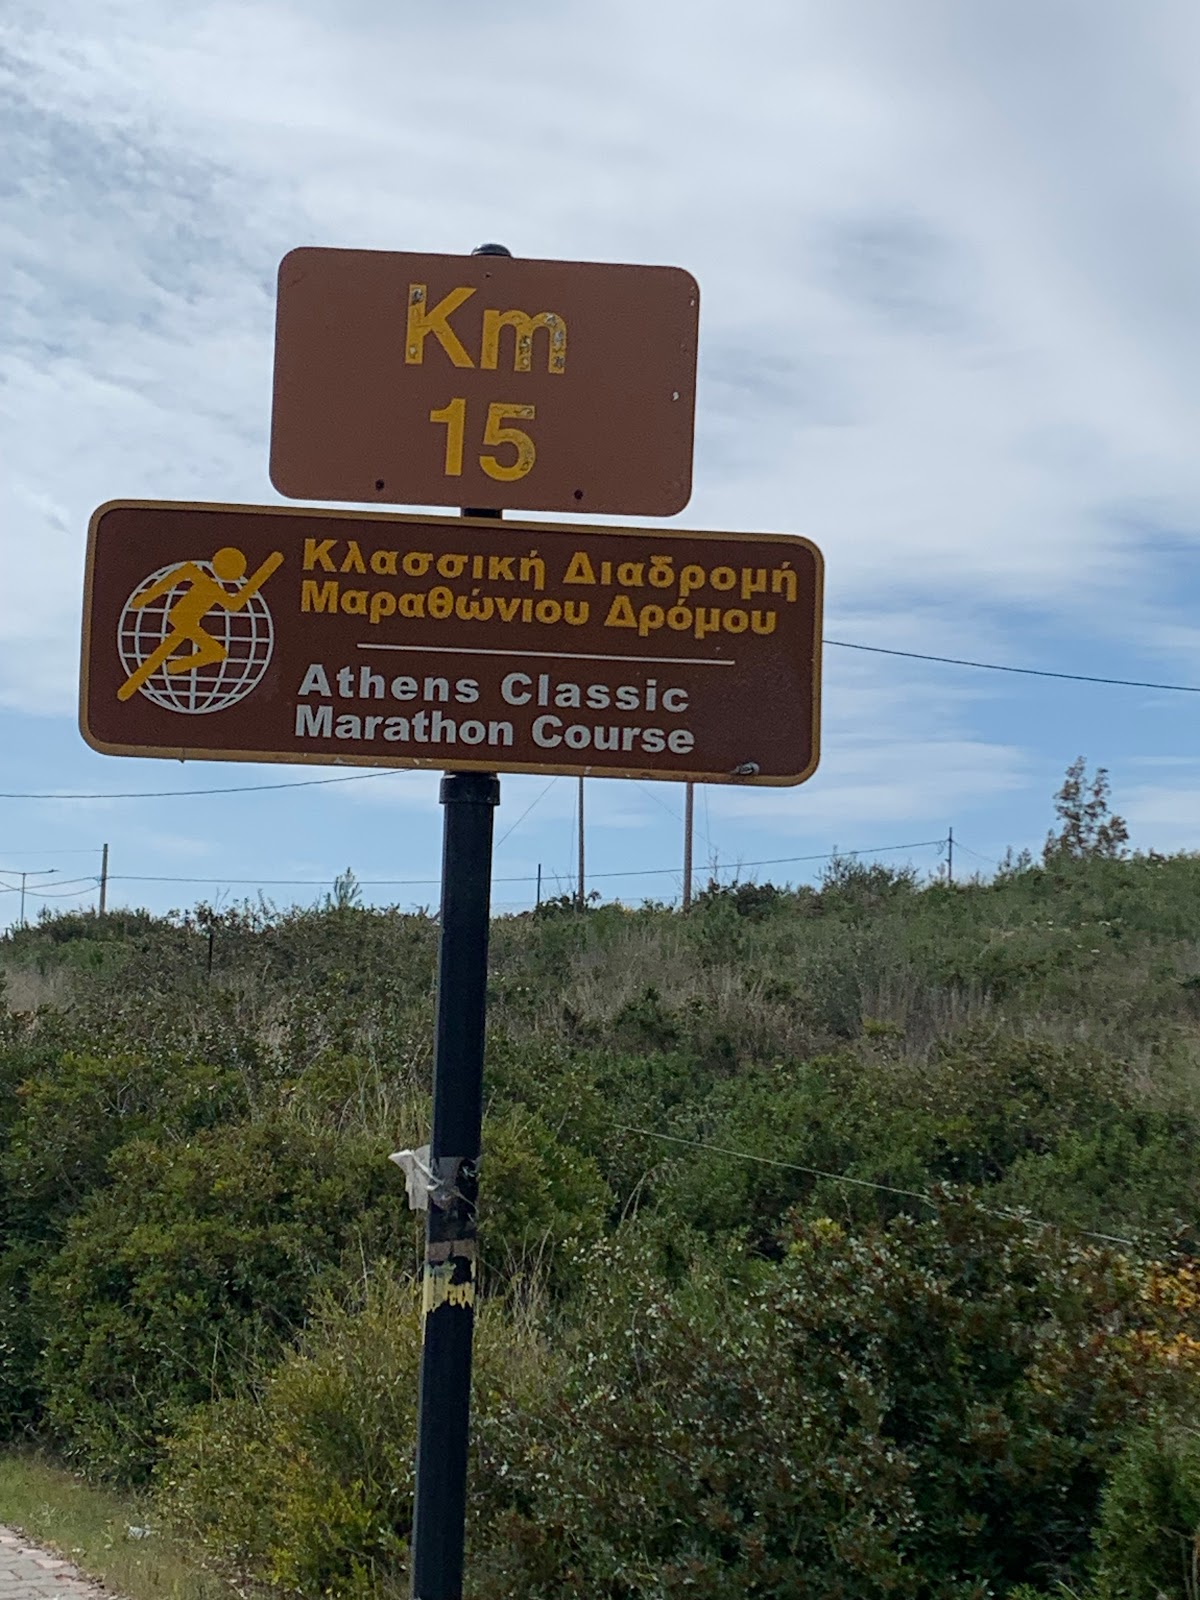 Km
15
Κλασσική Διαδρομή
Μαραθώνιου Δρόμου
Athens Classic
Marathon Course